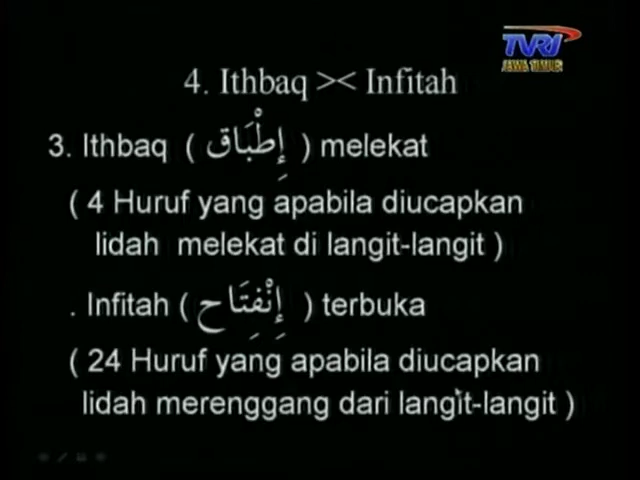 TVRI
JAWA TIMUR
4. Ithbaq >< Infitah
3. Ithbaq ( إِطْبَاق ) melekat
( 4 Huruf yang apabila diucapkan
lidah melekat di langit-langit )
. Infitah ( إِنْفِتَاح ) terbuka
( 24 Huruf yang apabila diucapkan
lidah merenggang dari langit-langit )